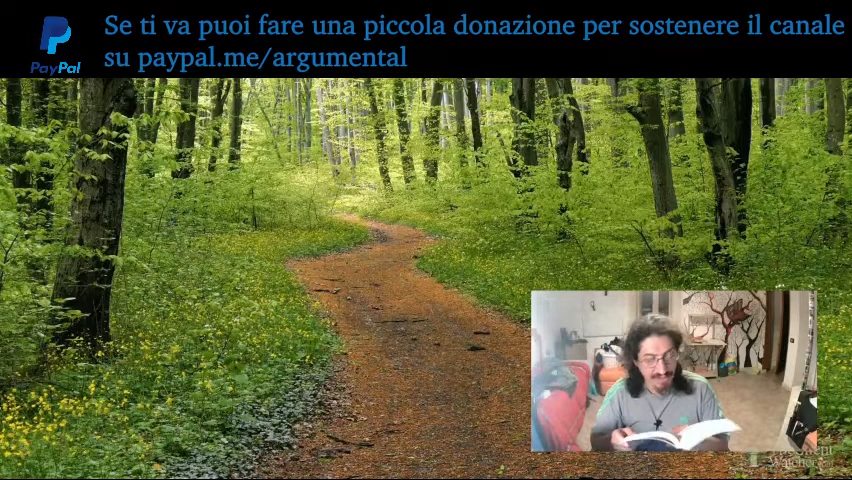 Se ti va puoi fare una piccola donazione per sostenere il canale
su paypal.me/argumental
PayPal